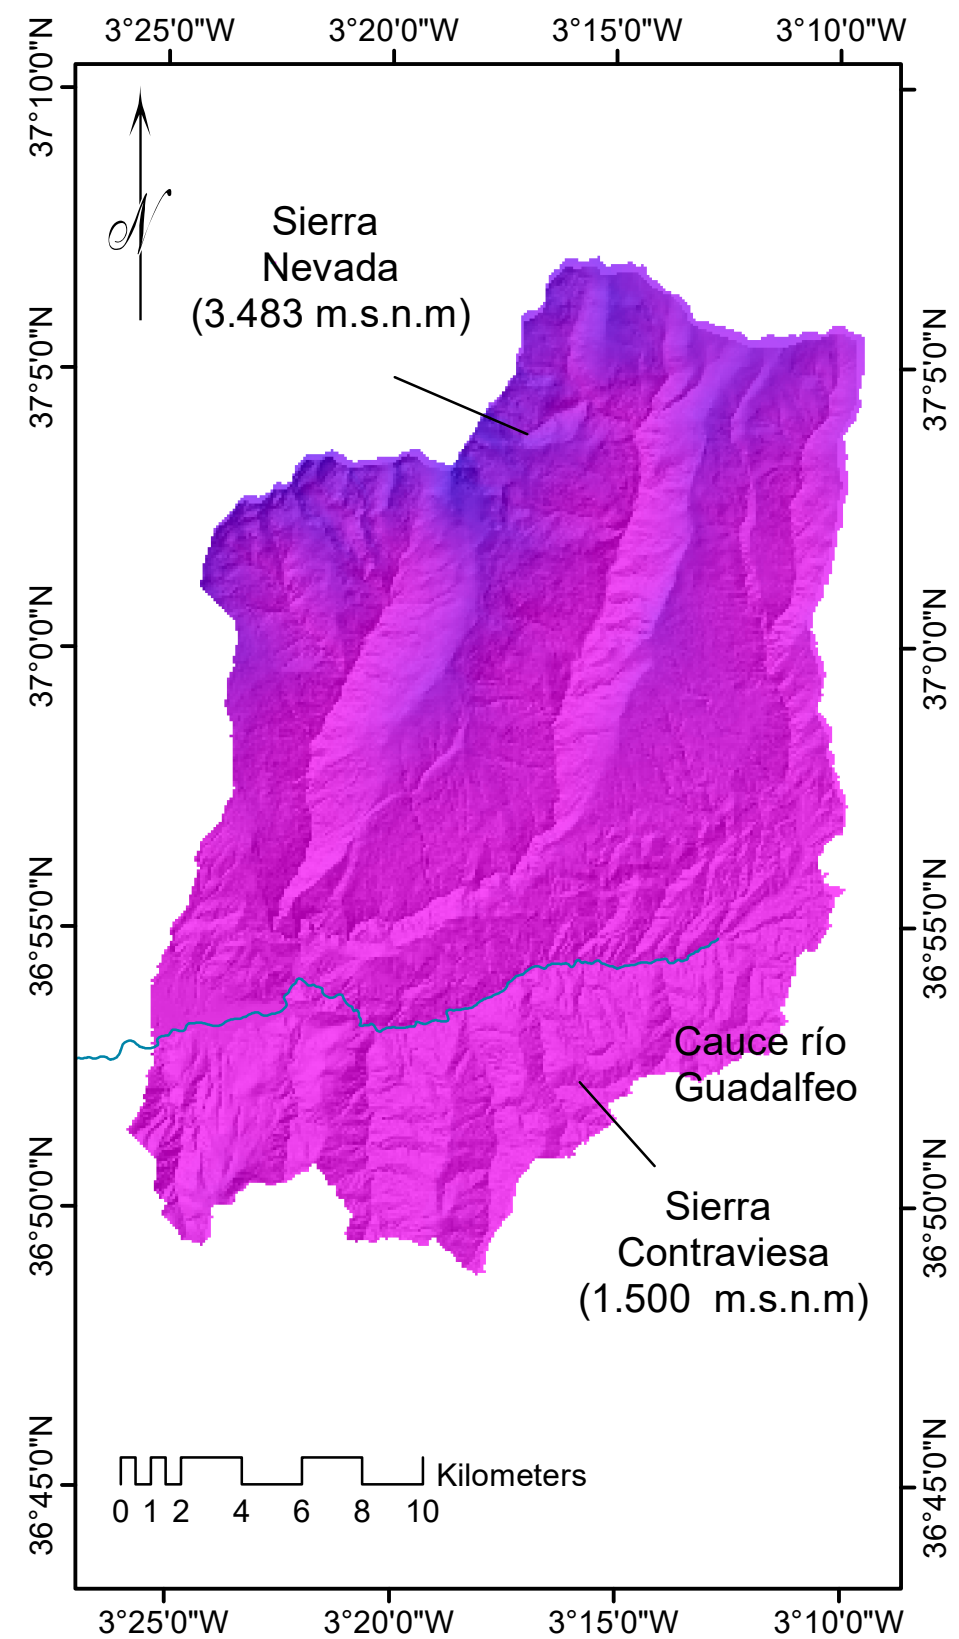 3°25'0"W 3°20'0"W 3°15'0"W 3°10'0"W
37°10'0"N
N
Sierra
Nevada
(3.483 m.s.n.m)
37°5'0"N 37°5'0"N
37°0'0"N 37°0'0"N
36°55'0"N 36°55'0"N
Cauce río
Guadalfeo
36°50'0"N 36°50'0"N
Sierra
Contraviesa
(1.500 m.s.n.m)
36°45'0"N 36°45'0"N
Kilometers
0 1 2 4 6 8 10
3°25'0"W 3°20'0"W 3°15'0"W 3°10'0"W